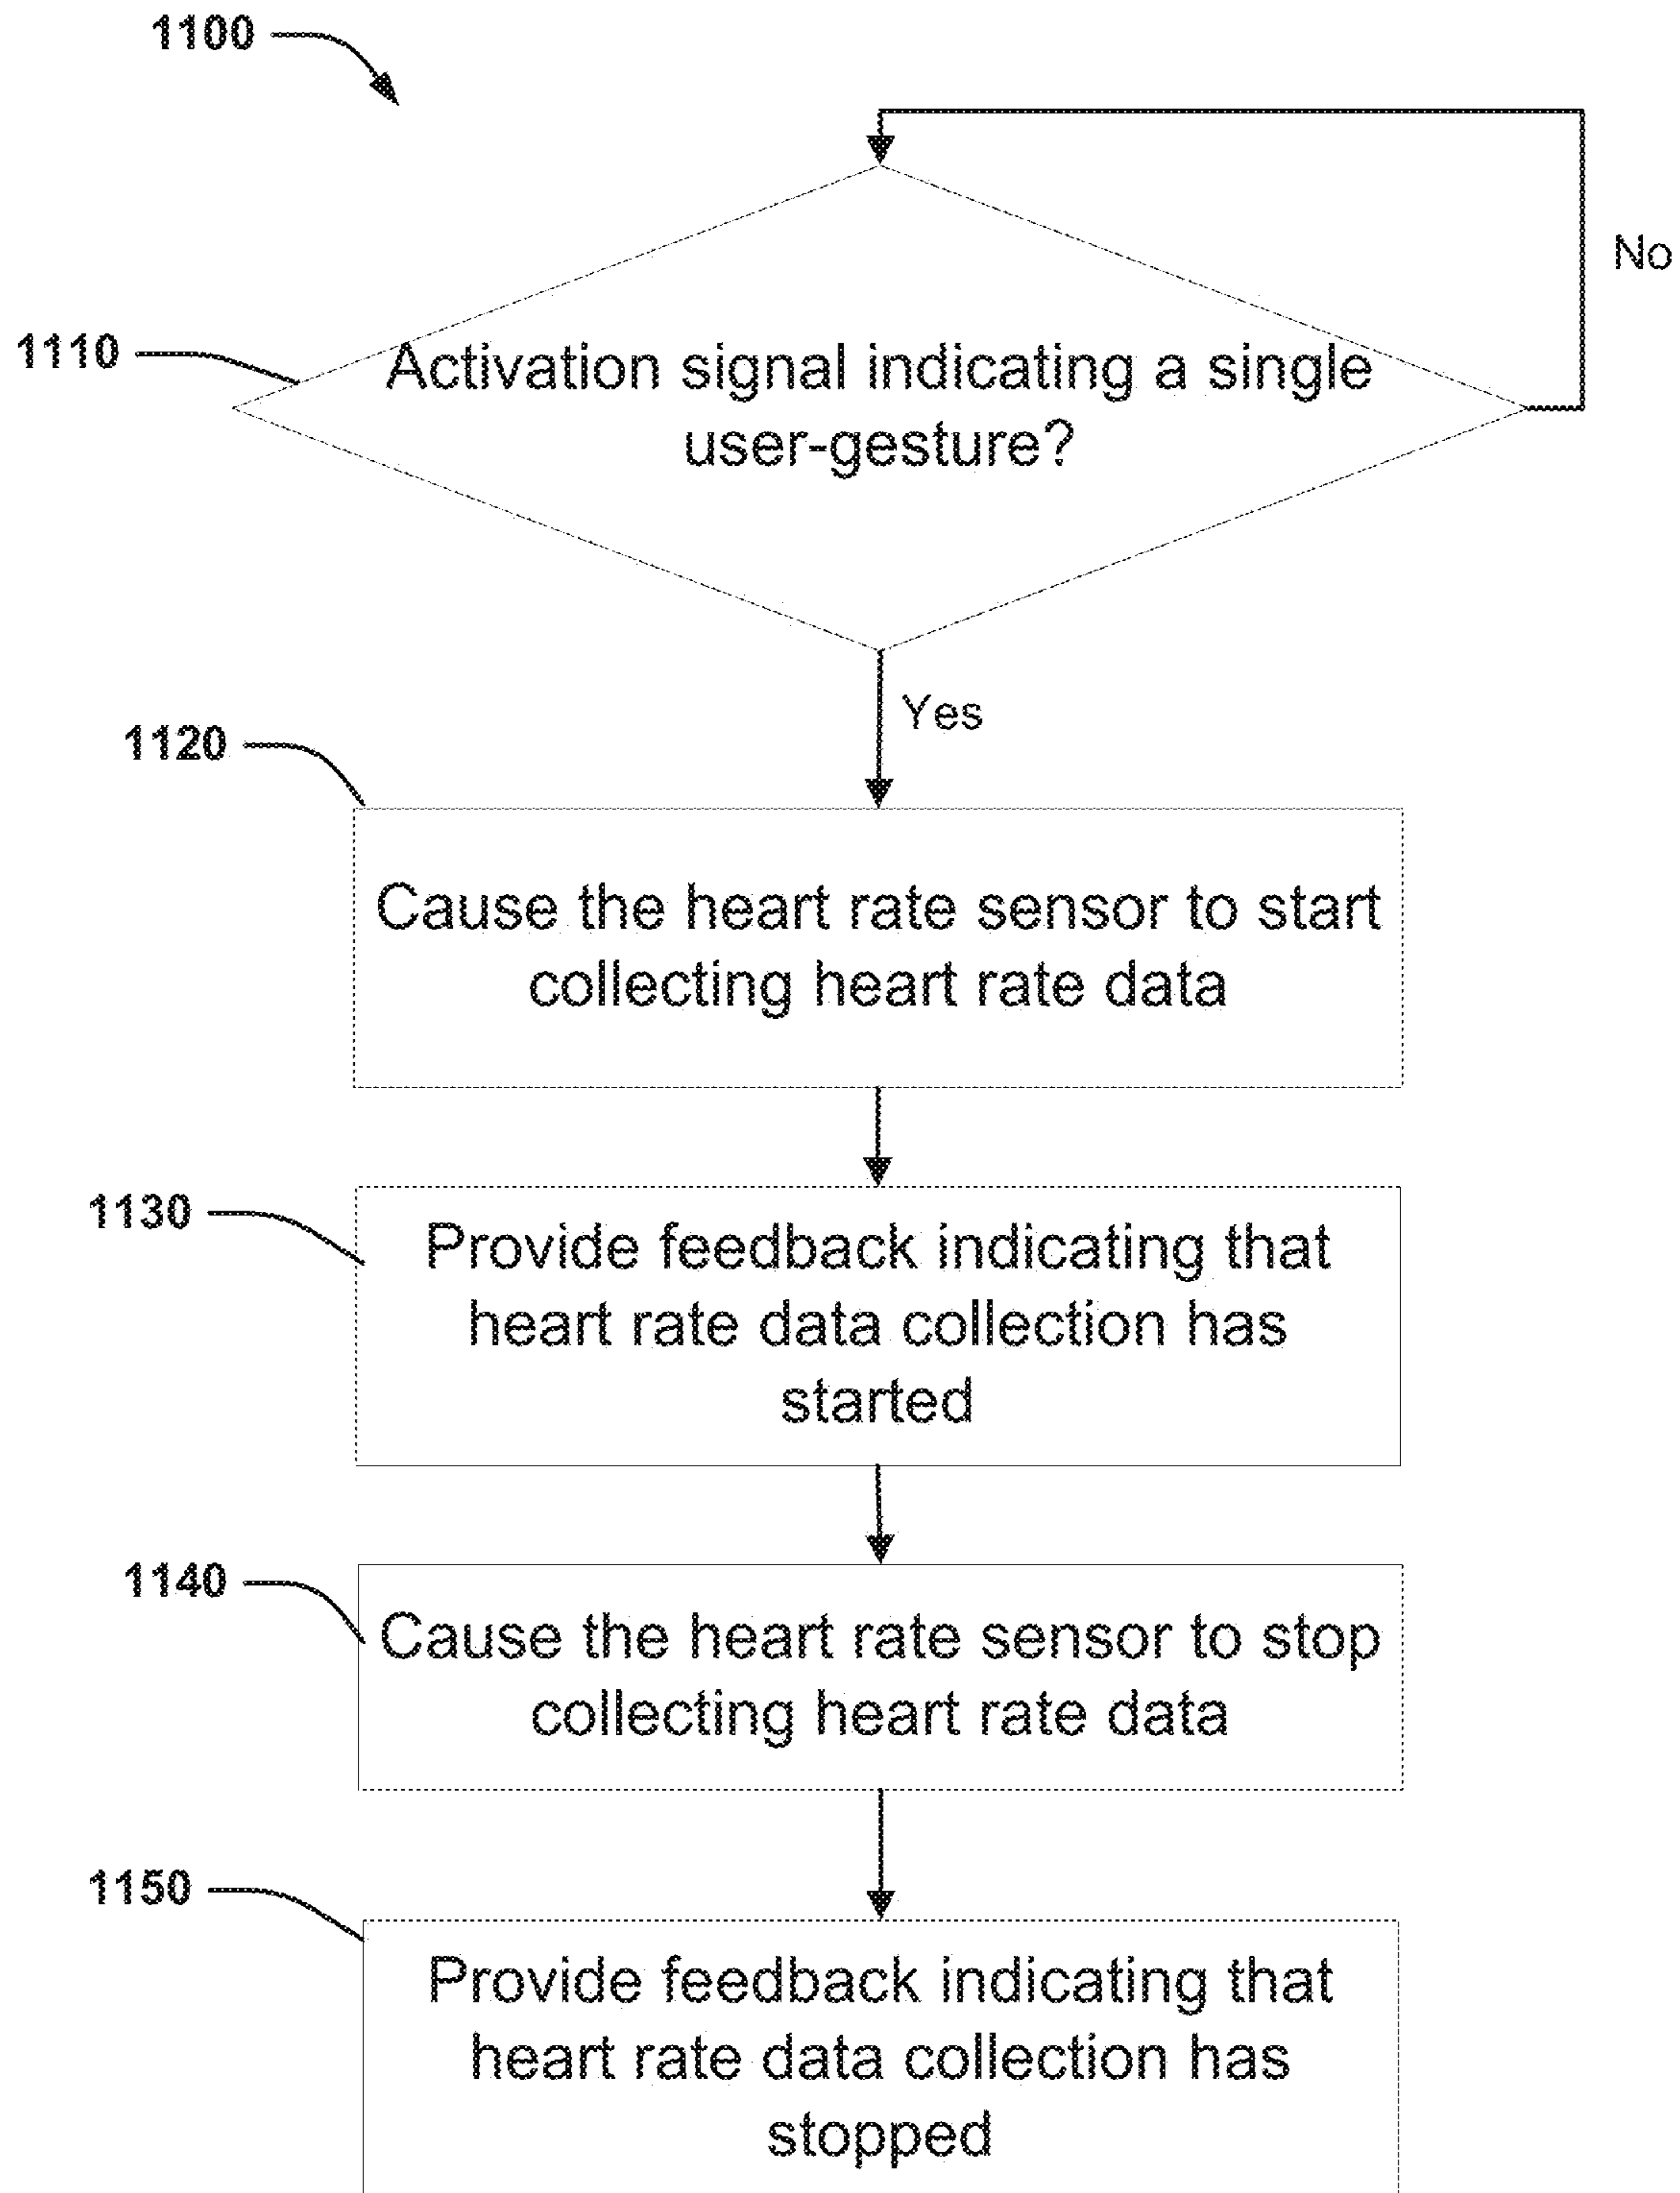 1100
No
1110
Activation signal indicating a single
user-gesture?
Yes
1120
Cause the heart rate sensor to start
collecting heart rate data
1130
Provide feedback indicating that
heart rate data collection has
started
1140
Cause the heart rate sensor to stop
collecting heart rate data
1150
Provide feedback indicating that
heart rate data collection has
stopped